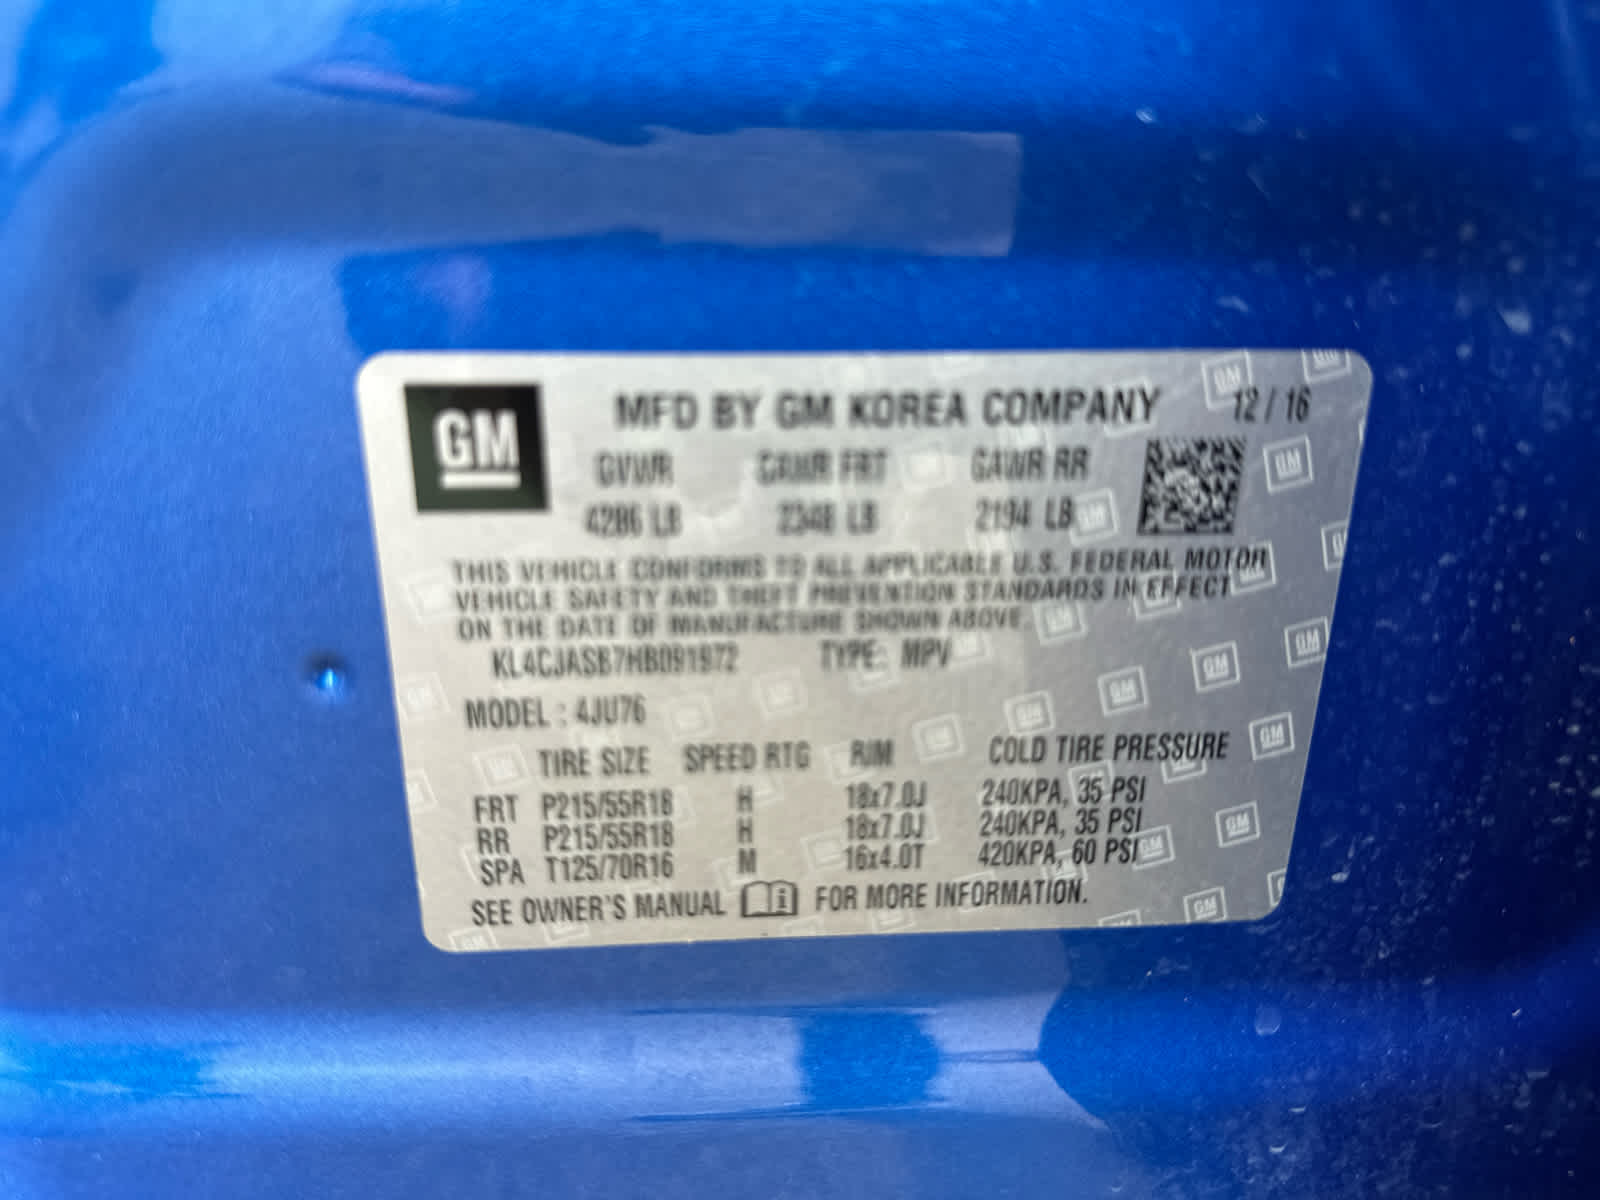 GM
MFD BY GM KOREA COMPANY 12 / 16
GVWR GAWR FRT GAWR RR
4286 LB 2348 LB 2194 LB
THIS VEHICLE CONFORMS TO ALL APPLICABLE U.S. FEDERAL MOTOR
VEHICLE SAFETY AND THEFT PREVENTION STANDARDS IN EFFECT
ON THE DATE OF MANUFACTURE SHOWN ABOVE.
TYPE: MPV
MODEL : 4JU76
TIRE SIZE SPEED RTG RIM COLD TIRE PRESSURE
FRT P215/55R18 H 18x7.0J 240KPA, 35 PSI
RR P215/55R18 H 18x7.0J 240KPA, 35 PSI
SPA T125/70R16 M 16x4.0T 420KPA, 60 PSI
SEE OWNER'S MANUAL FOR MORE INFORMATION.